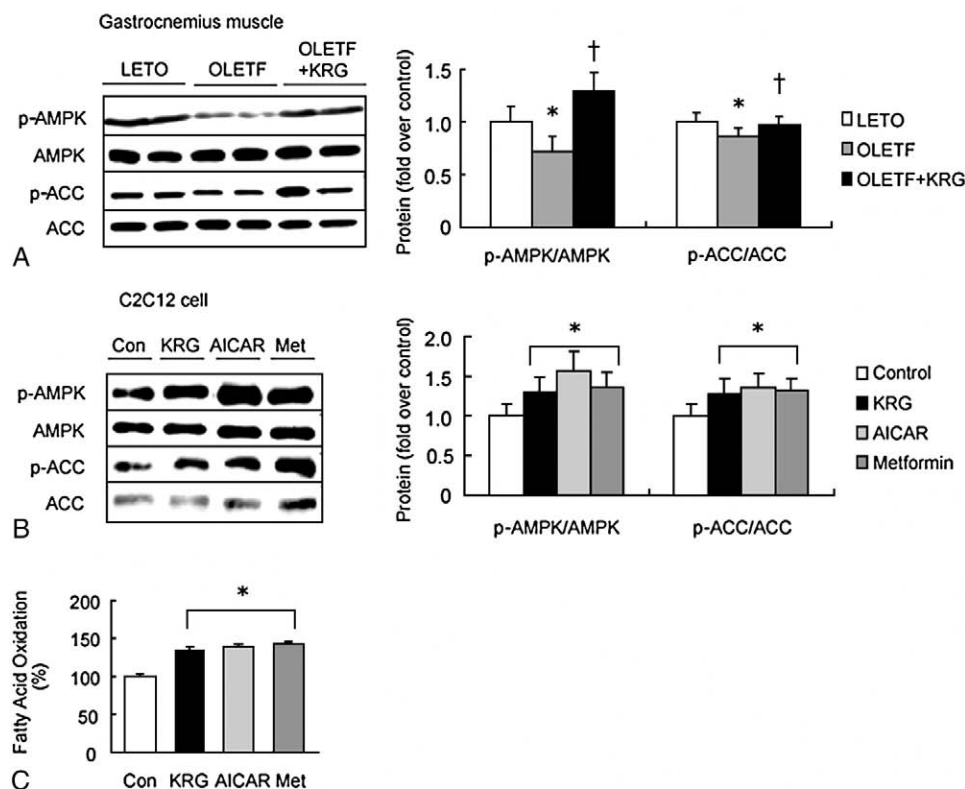 Gastrocnemius muscle
LETO OLETF OLETF
+KRG
p-AMPK
AMPK
p-ACC
ACC
A
Protein (fold over control)
1.5
1.0
0.5
0
* † * †
p-AMPK/AMPK p-ACC/ACC
LETO
OLETF
OLETF+KRG
C2C12 cell
Con KRG AICAR Met
p-AMPK
AMPK
p-ACC
ACC
B
Protein (fold over control)
2.0
1.5
1.0
0.5
0
* *
p-AMPK/AMPK p-ACC/ACC
Control
KRG
AICAR
Metformin
Fatty Acid Oxidation
(%)
200
150
100
50
0
*
Con KRG AICAR Met
C